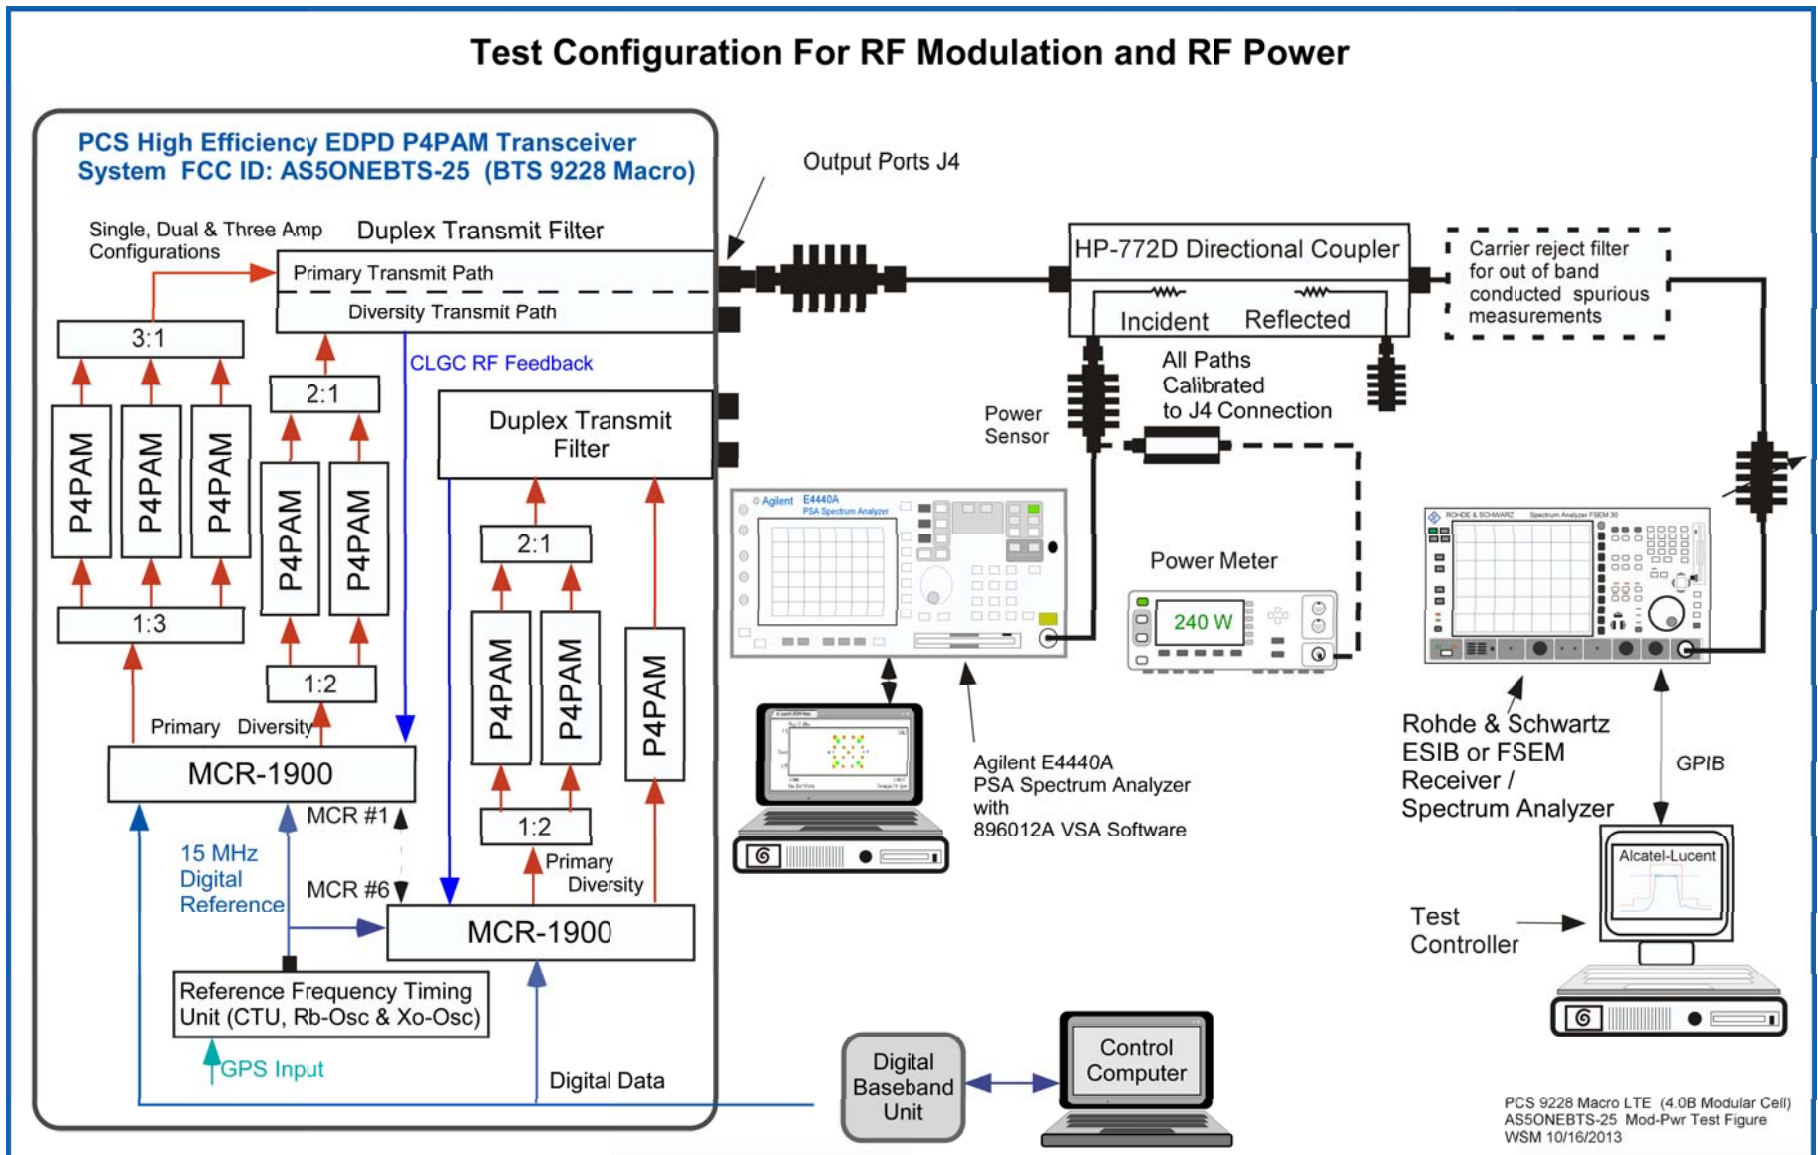 Test Configuration For RF Modulation and RF Power
PCS High Efficiency EDPD P4PAM Transceiver
System FCC ID: AS5ONEBTS-25 (BTS 9228 Macro)
Output Ports J4
Single, Dual & Three Amp
Configurations
Duplex Transmit Filter
Primary Transmit Path
Diversity Transmit Path
HP-772D Directional Coupler
Incident
Reflected
Carrier reject filter
for out of band
conducted spurious
measurements
3:1
CLGC RF Feedback
2:1
All Paths
Calibrated
to J4 Connection
Power
Sensor
Duplex Transmit
Filter
P4PAM
P4PAM
P4PAM
P4PAM
P4PAM
Agilent
E4440A
PSA Spectrum Analyzer
ROHDE & SCHWARZ
Spectrum Analyzer FSEM 30
2:1
Power Meter
240 W
1:3
P4PAM
P4PAM
P4PAM
1:2
Primary
Diversity
MCR-1900
Agilent E4440A
PSA Spectrum Analyzer
with
896012A VSA Software
Rohde & Schwartz
ESIB or FSEM
Receiver /
Spectrum Analyzer
GPIB
MCR #1
1:2
15 MHz
Digital
Reference
MCR #6
Primary
Diversity
Alcatel-Lucent
MCR-1900
Test
Controller
Reference Frequency Timing
Unit (CTU, Rb-Osc & Xo-Osc)
GPS Input
Digital Data
Digital
Baseband
Unit
Control
Computer
PCS 9228 Macro LTE (4.0B Modular Cell)
AS5ONEBTS-25 Mod-Pwr Test Figure
WSM 10/16/2013